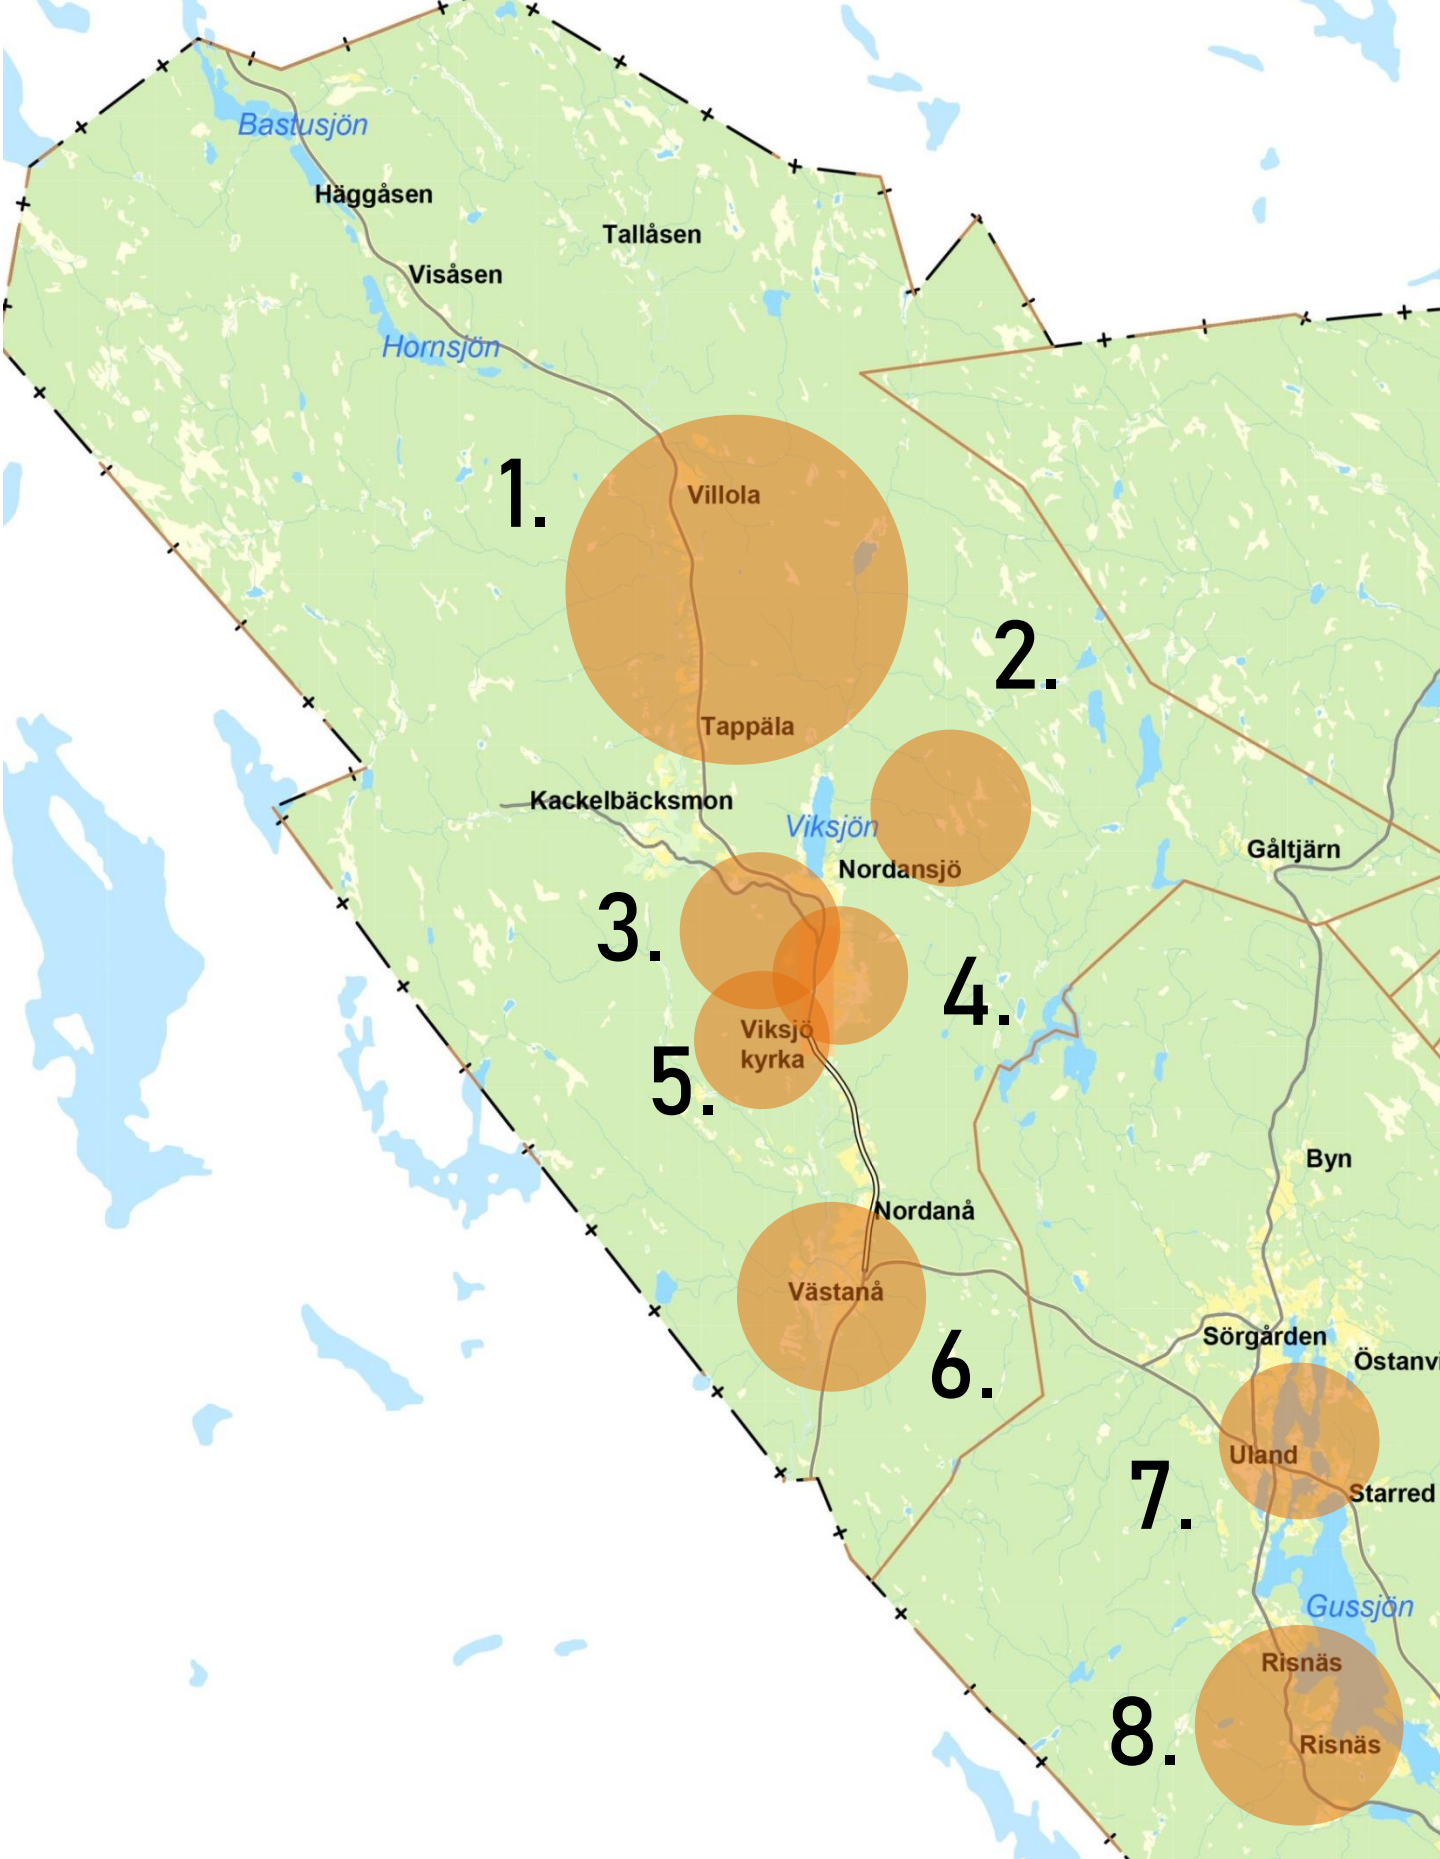 Bastusjön
Häggåsen
Tallåsen
Visåsen
Hornsjön
1.
Villola
2.
Tappäla
Kackelbäcksmon
Viksjön
Gåltjärn
Nordansjö
3.
4.
Viksjö
kyrka
5.
Byn
Nordanå
Västanå
Sörgården
6.
Östanvi
Uland
7.
Starred
Gussjön
Risnäs
8.
Risnäs